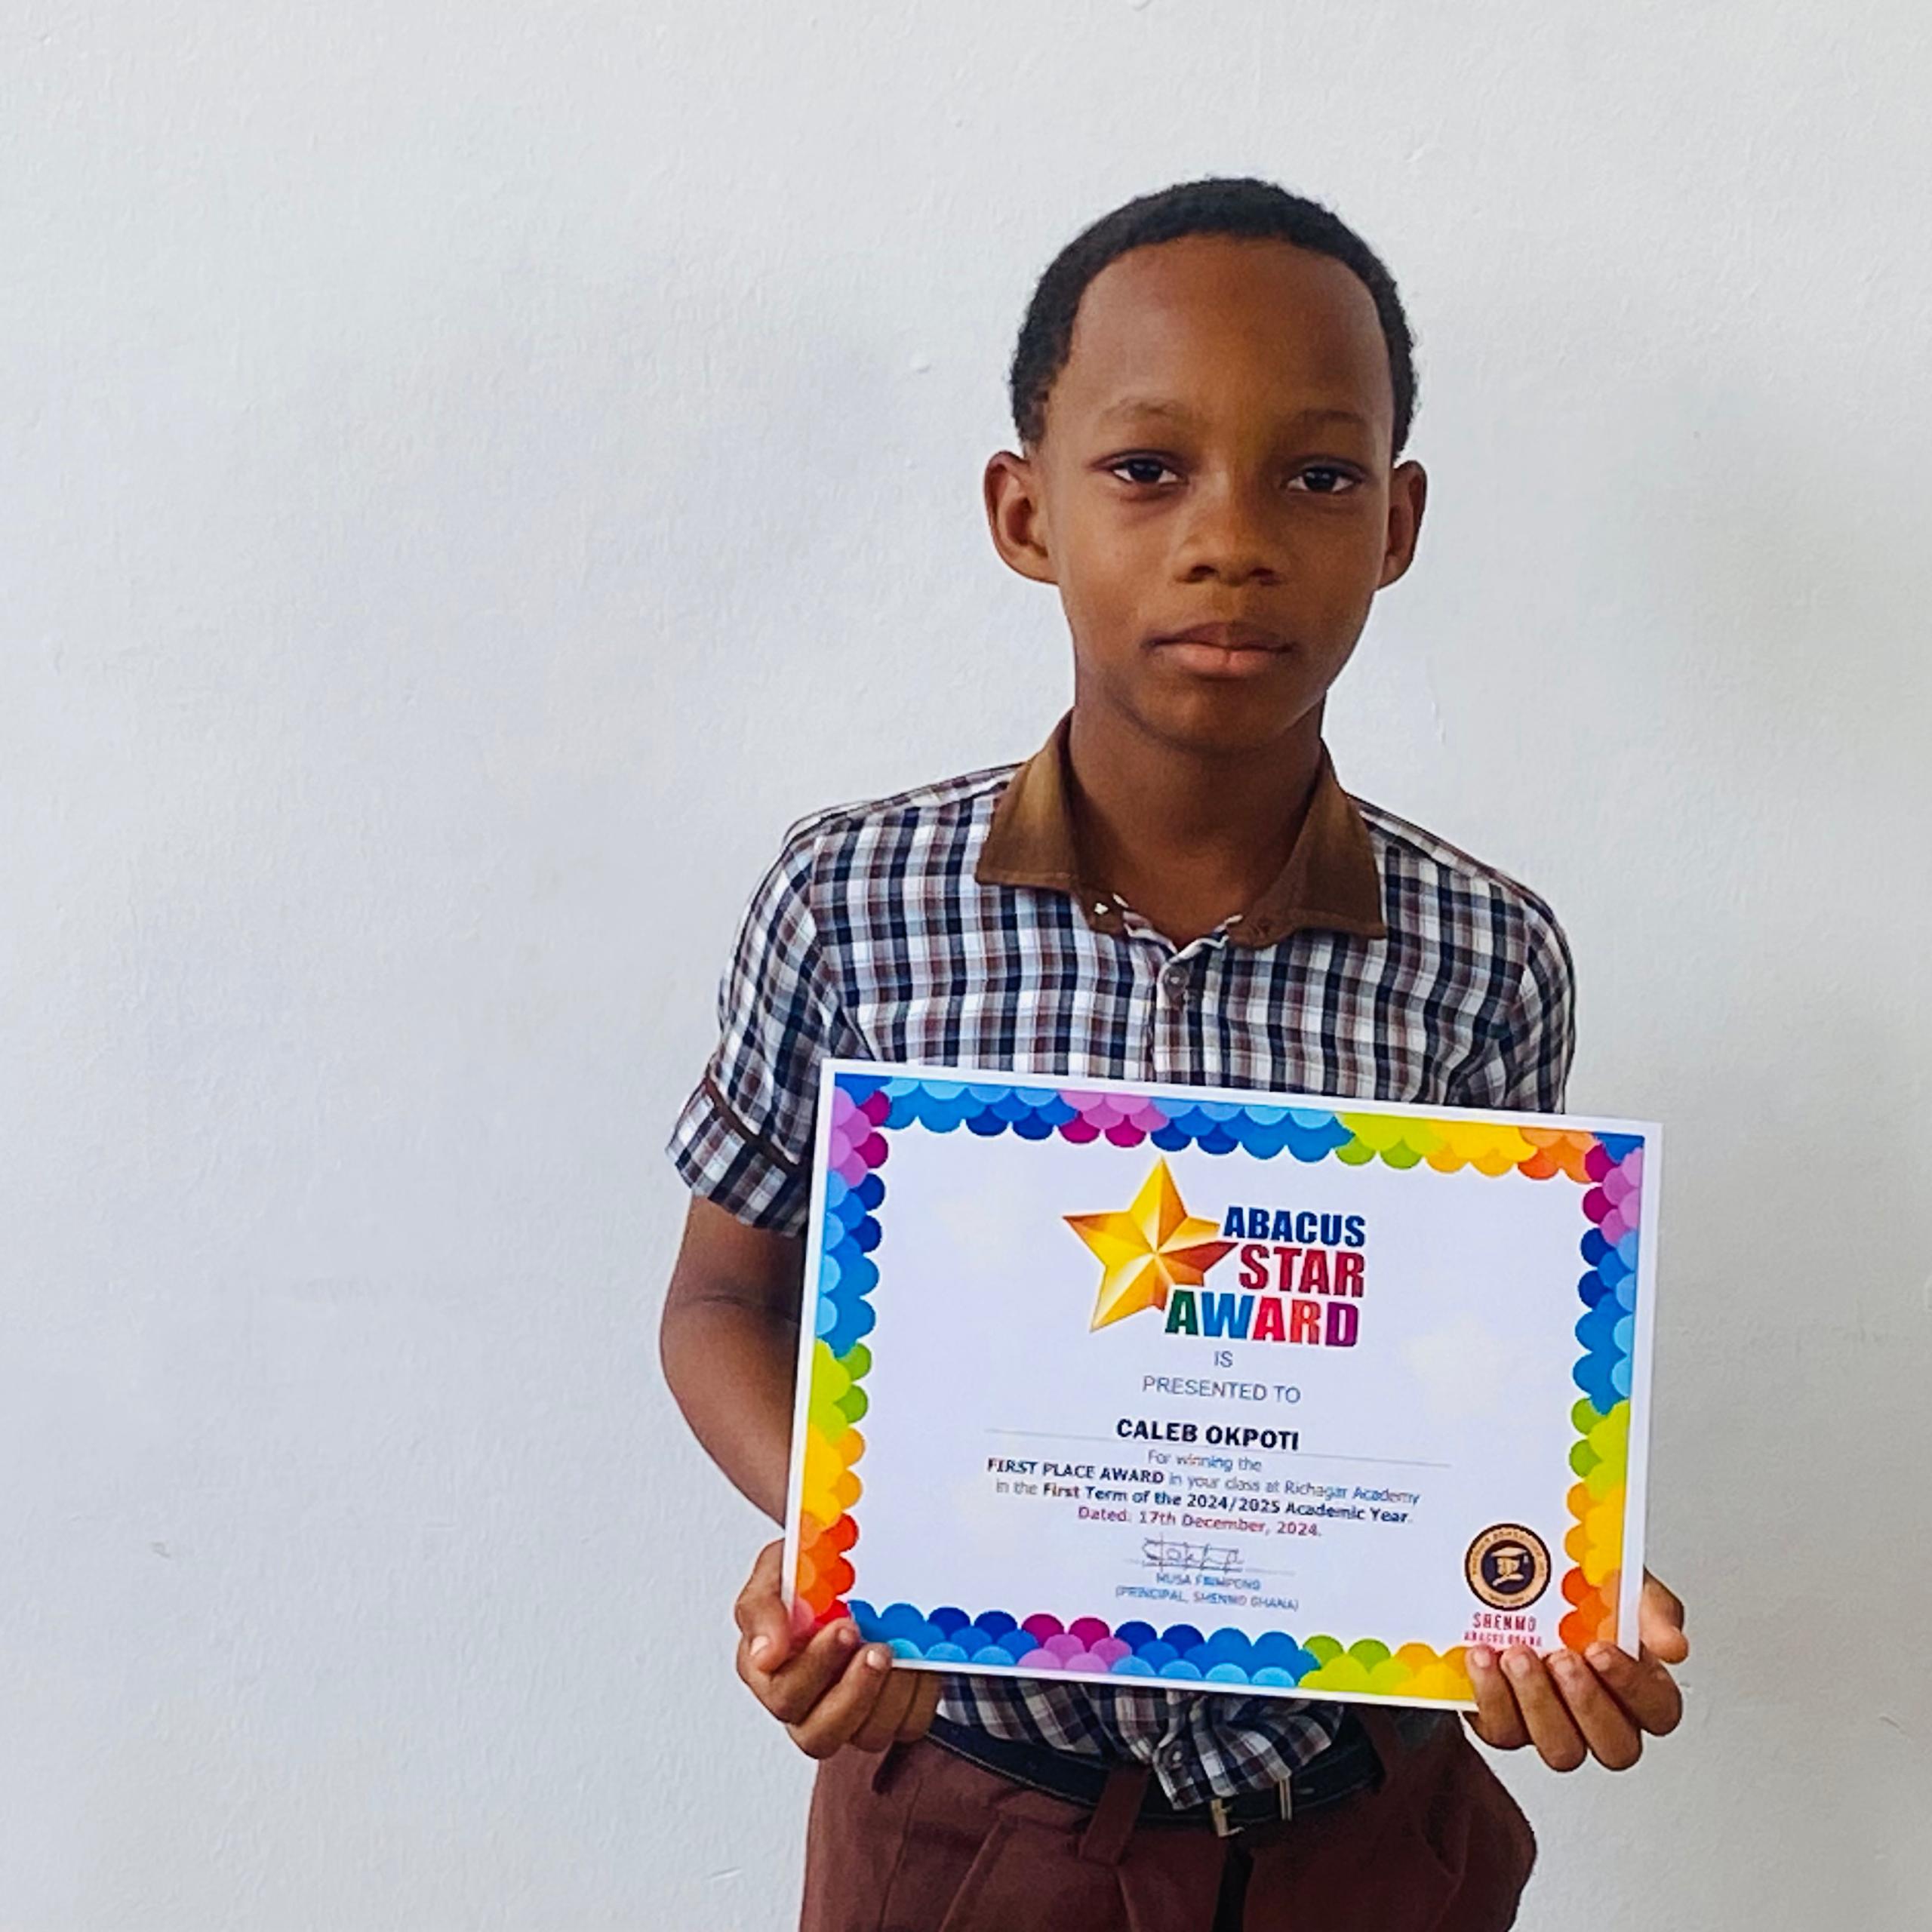 ABACUS
STAR
AWARD
IS
PRESENTED TO
CALEB OKPOTI
For winning the
FIRST PLACE AWARD in your class at Richagar Academy
in the First Term of the 2024/2025 Academic Year.
Dated: 17th December, 2024.
MUSA FRIMPONG
(PRINCIPAL, SHENMO GHANA)
SHENMO
ABACUS GHANA